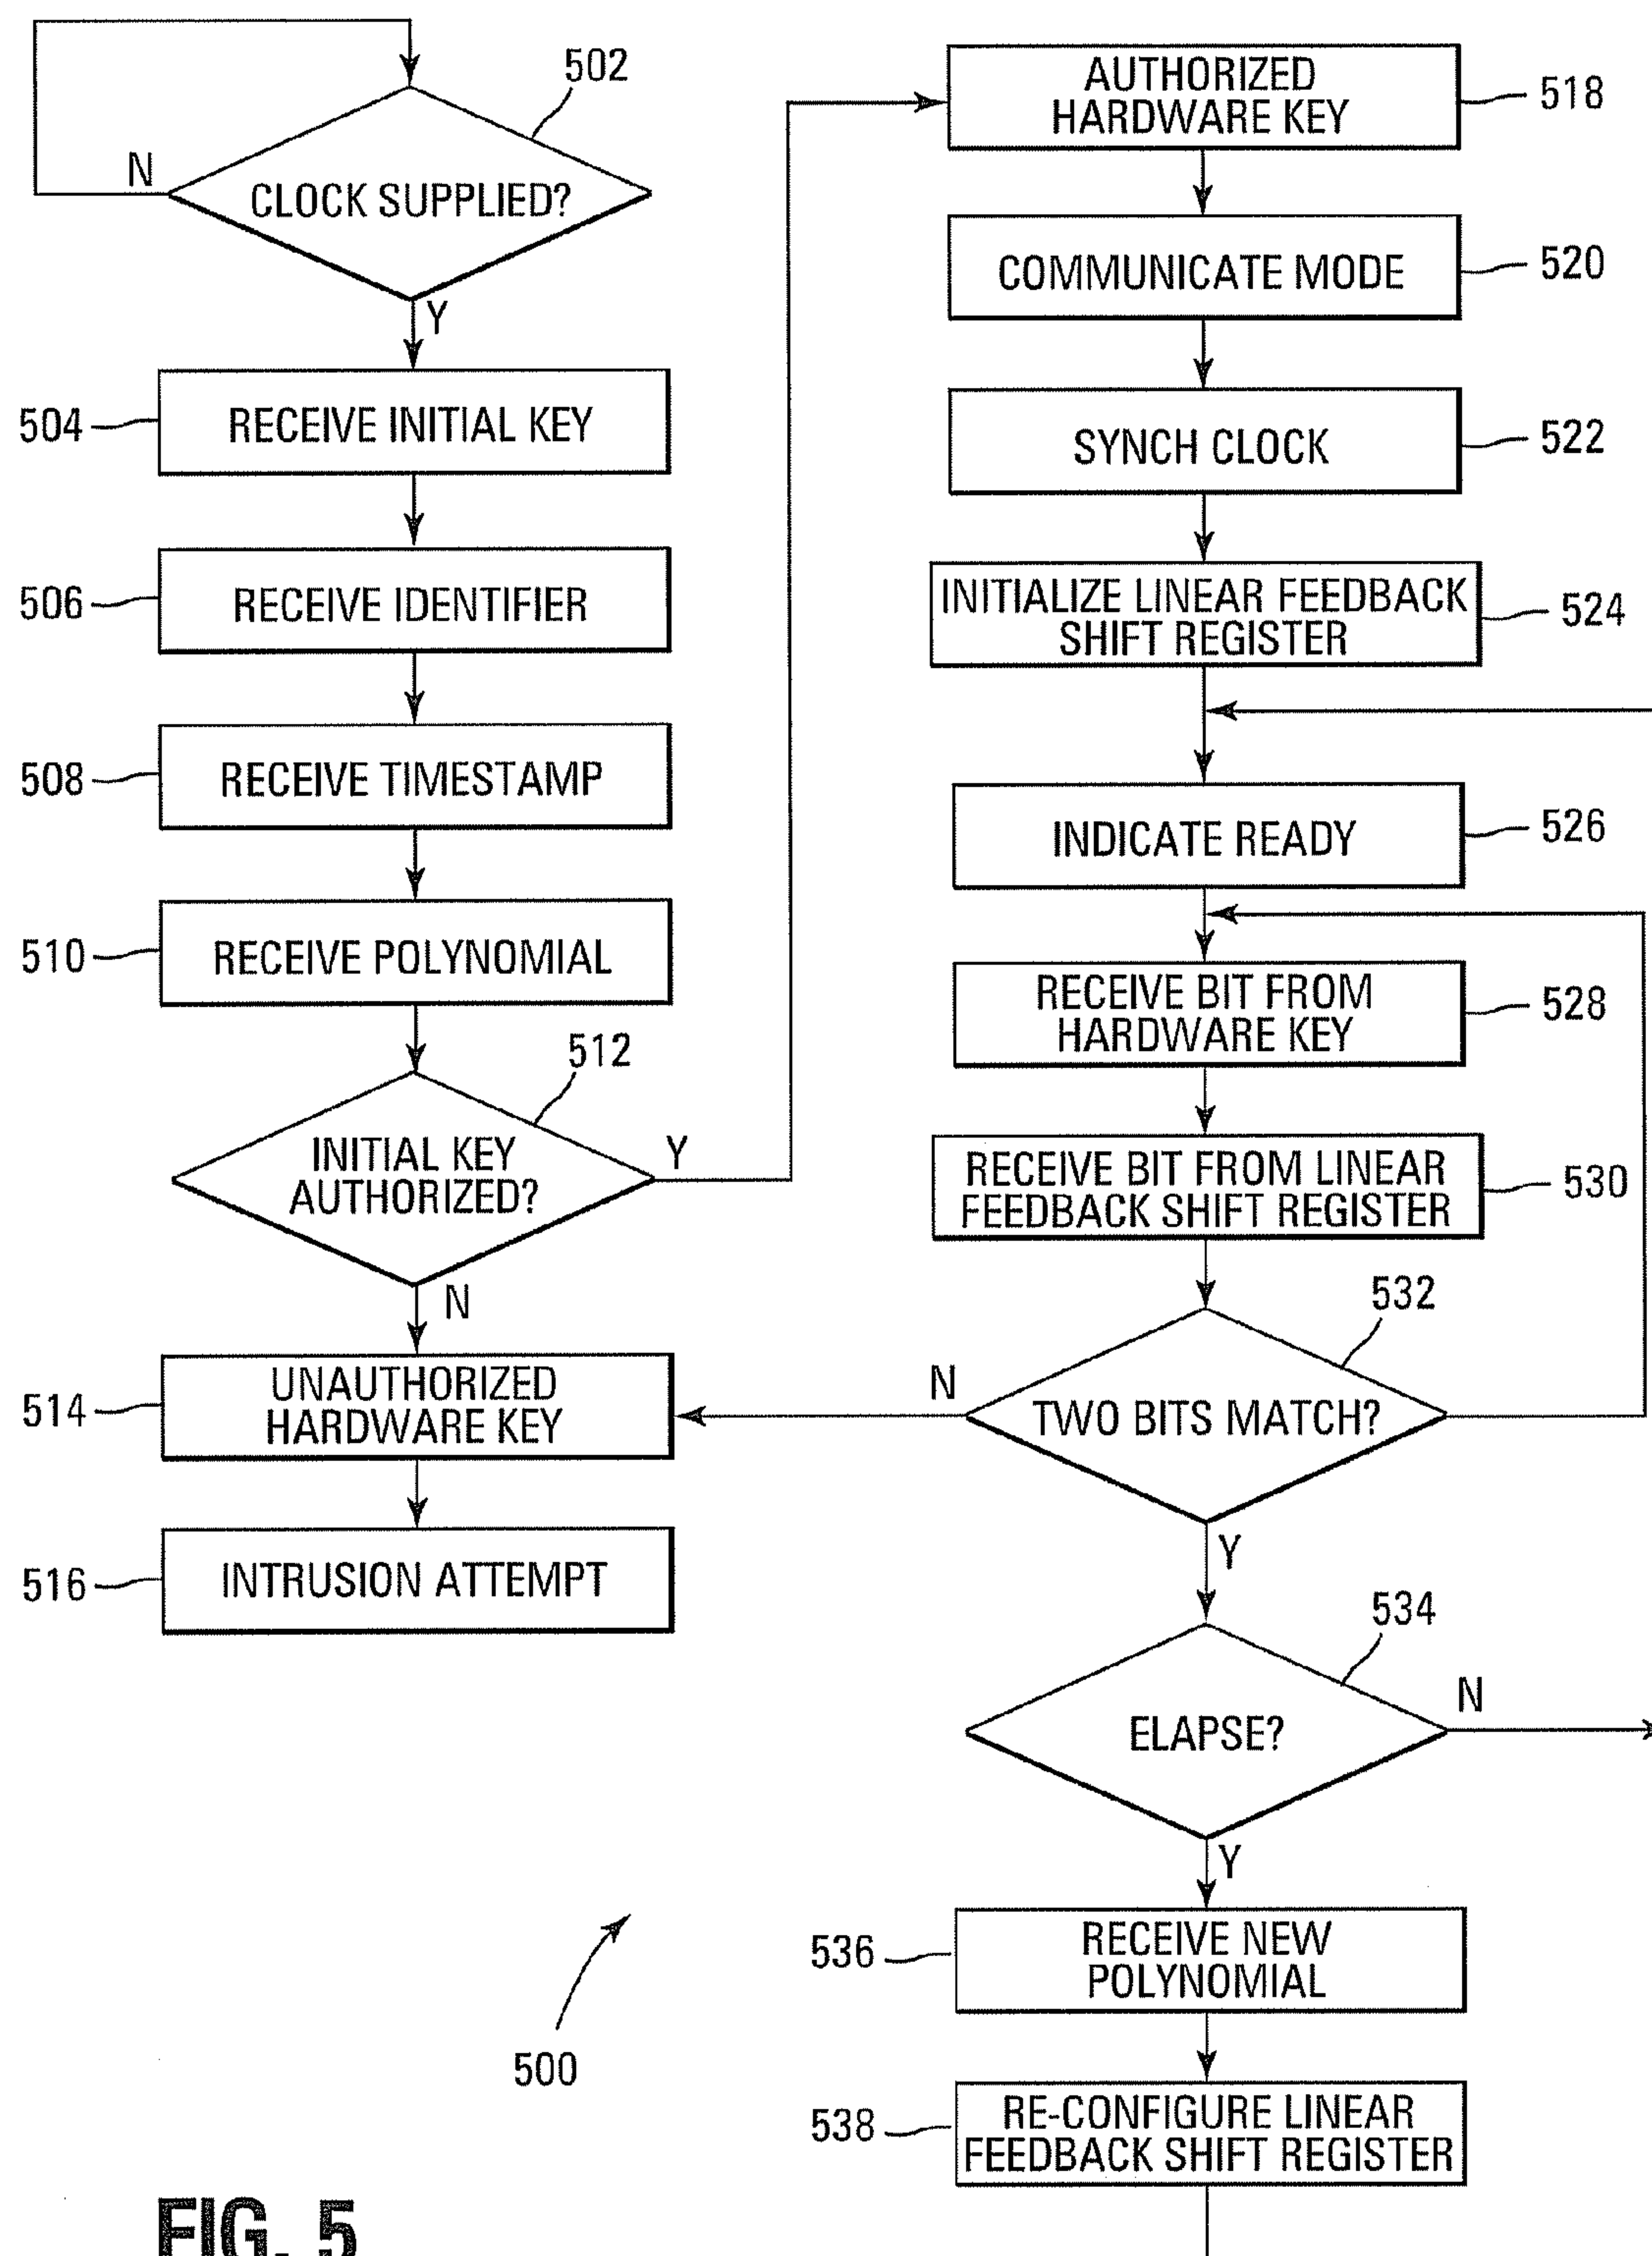 502
N
CLOCK SUPPLIED?
Y
504
RECEIVE INITIAL KEY
506
RECEIVE IDENTIFIER
508
RECEIVE TIMESTAMP
510
RECEIVE POLYNOMIAL
512
INITIAL KEY
AUTHORIZED?
Y
N
514
UNAUTHORIZED
HARDWARE KEY
516
INTRUSION ATTEMPT
AUTHORIZED
HARDWARE KEY
518
COMMUNICATE MODE
520
SYNCH CLOCK
522
INITIALIZE LINEAR FEEDBACK
SHIFT REGISTER
524
INDICATE READY
526
RECEIVE BIT FROM
HARDWARE KEY
528
RECEIVE BIT FROM LINEAR
FEEDBACK SHIFT REGISTER
530
532
N
TWO BITS MATCH?
Y
534
N
ELAPSE?
Y
536
RECEIVE NEW
POLYNOMIAL
538
RE-CONFIGURE LINEAR
FEEDBACK SHIFT REGISTER
500
FIG. 5